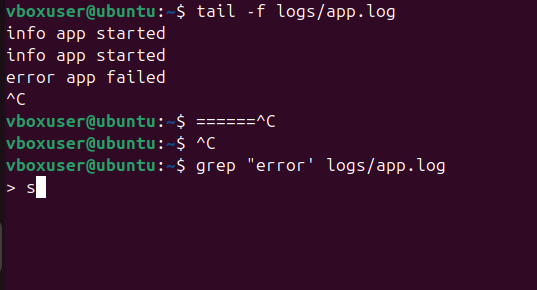 vboxuser@ubuntu:~$ tail -f logs/app.log
info app started
info app started
error app failed
^C
vboxuser@ubuntu:~$ ======^C
vboxuser@ubuntu:~$ ^C
vboxuser@ubuntu:~$ grep "error' logs/app.log
> s